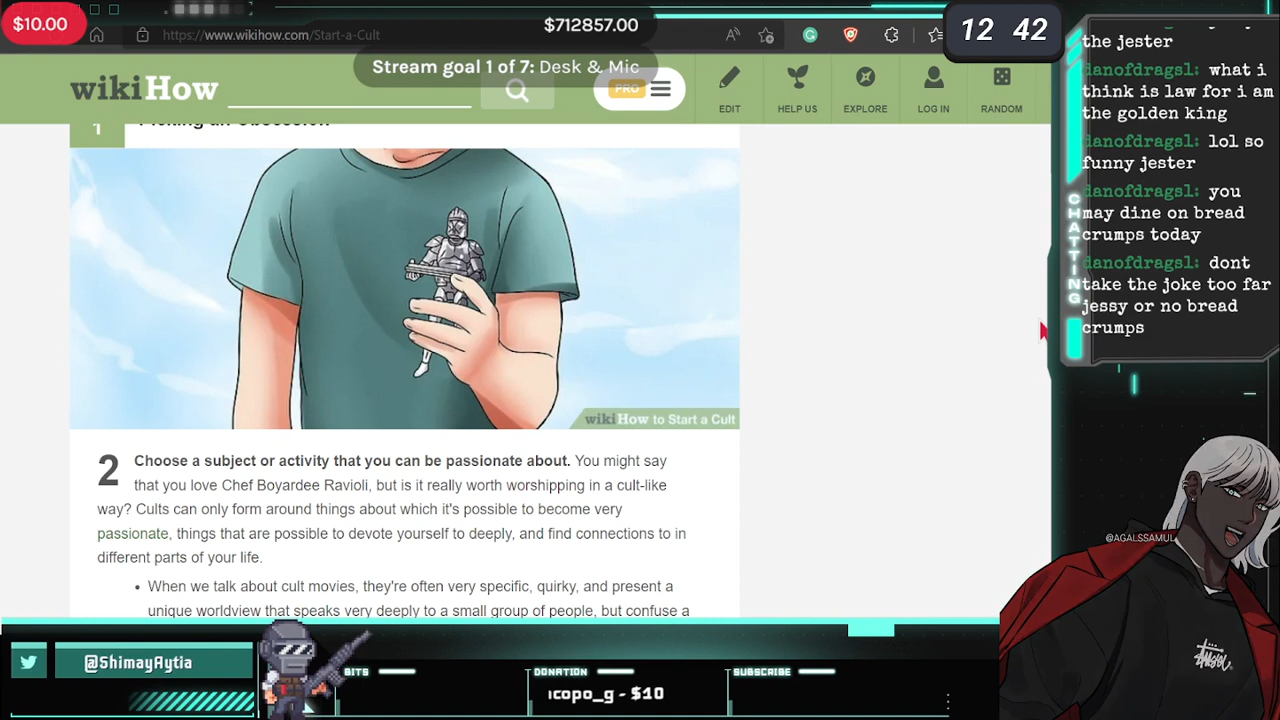 $10.00
https://www.wikihow.com/Start-a-Cult
$712857.00
12 42
Stream goal 1 of 7: Desk & Mic
wikiHow
PRO
EDIT
HELP US
EXPLORE
LOG IN
RANDOM
1
Picking an Obsession
wikiHow to Start a Cult
2 Choose a subject or activity that you can be passionate about. You might say
that you love Chef Boyardee Ravioli, but is it really worth worshipping in a cult-like
way? Cults can only form around things about which it's possible to become very
passionate, things that are possible to devote yourself to deeply, and find connections to in
different parts of your life.
• When we talk about cult movies, they're often very specific, quirky, and present a
unique worldview that speaks very deeply to a small group of people, but confuse a
the jester
danofdragsl: what i
think is law for i am
the golden king
danofdragsl: lol so
funny jester
danofdragsl: you
may dine on bread
crumps today
danofdragsl: dont
take the joke too far
jessy or no bread
crumps
CHATTING
@AGALSSAMUL
@ShimayAytia
BITS
DONATION
copo_g - $10
SUBSCRIBE